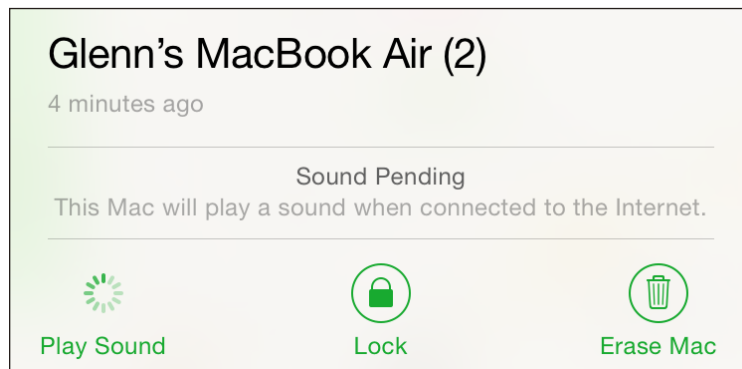 Glenn’s MacBook Air (2)
4 minutes ago
Sound Pending
This Mac will play a sound when connected to the Internet.
Play Sound
Lock
Erase Mac